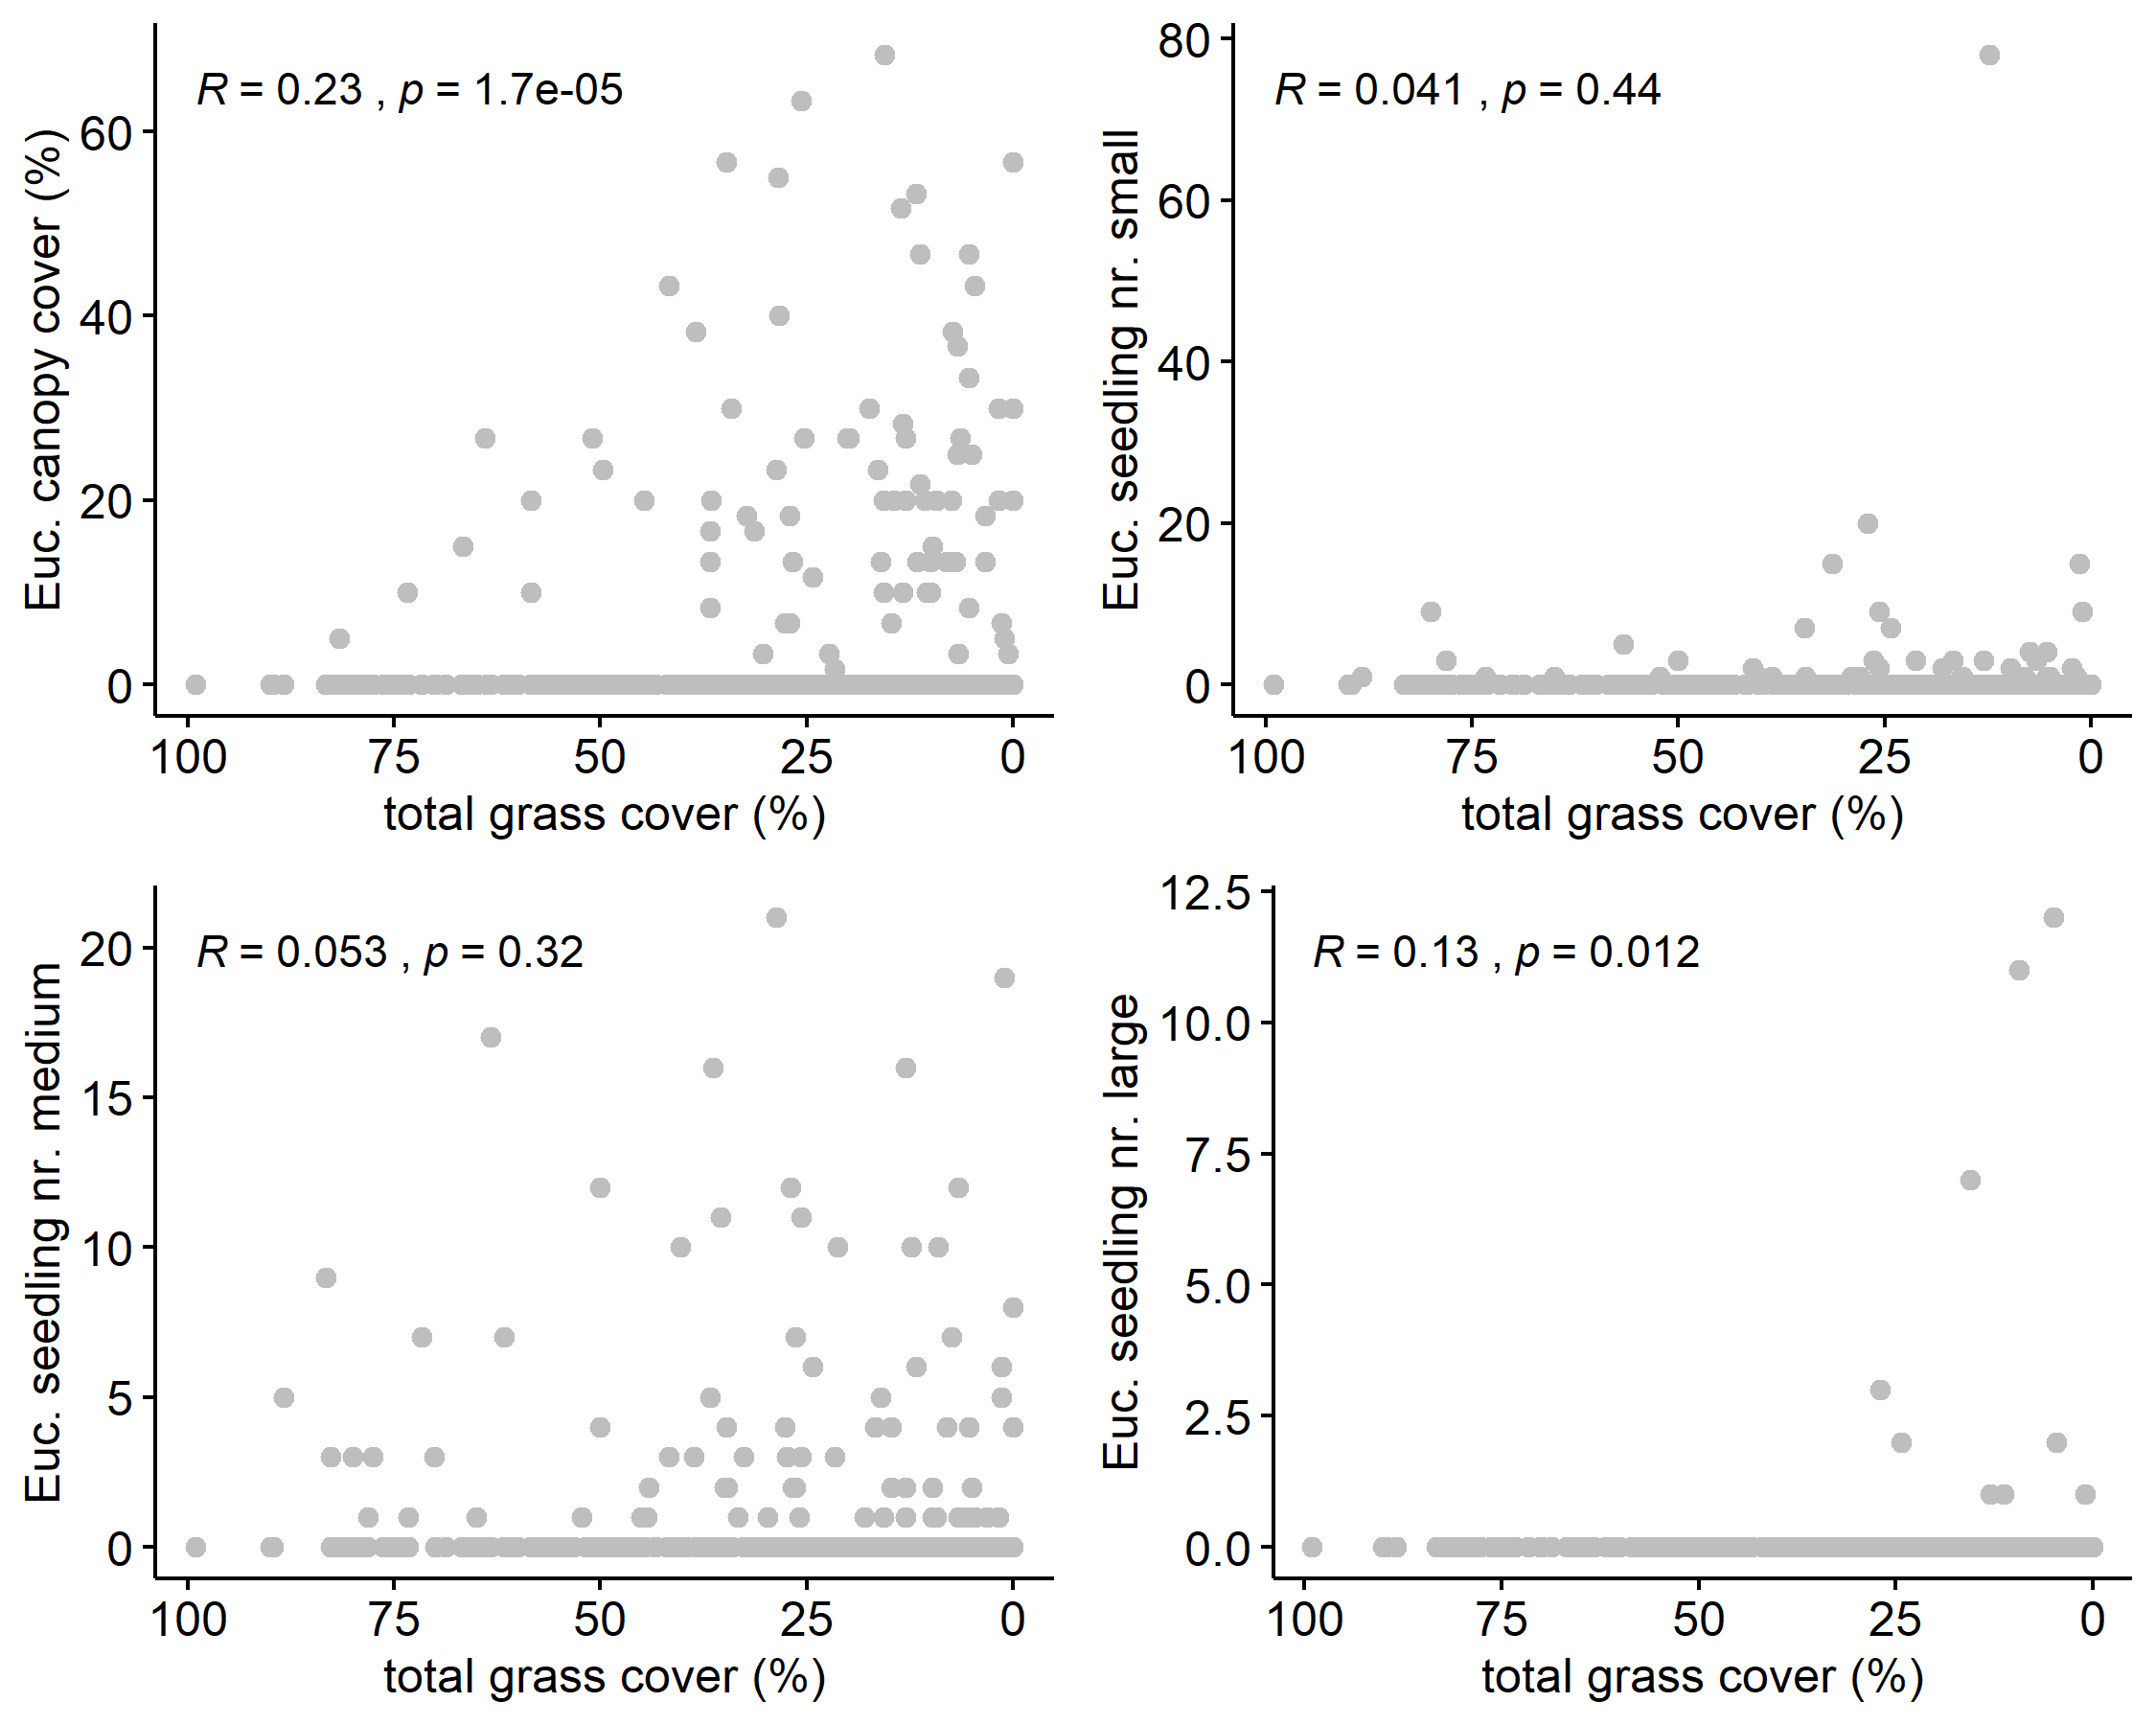 R = 0.23 , p = 1.7e-05
Euc. canopy cover (%)
60
40
20
0
100 75 50 25 0
total grass cover (%)
R = 0.041 , p = 0.44
Euc. seedling nr. small
80
60
40
20
0
100 75 50 25 0
total grass cover (%)
R = 0.053 , p = 0.32
Euc. seedling nr. medium
20
15
10
5
0
100 75 50 25 0
total grass cover (%)
R = 0.13 , p = 0.012
Euc. seedling nr. large
12.5
10.0
7.5
5.0
2.5
0.0
100 75 50 25 0
total grass cover (%)